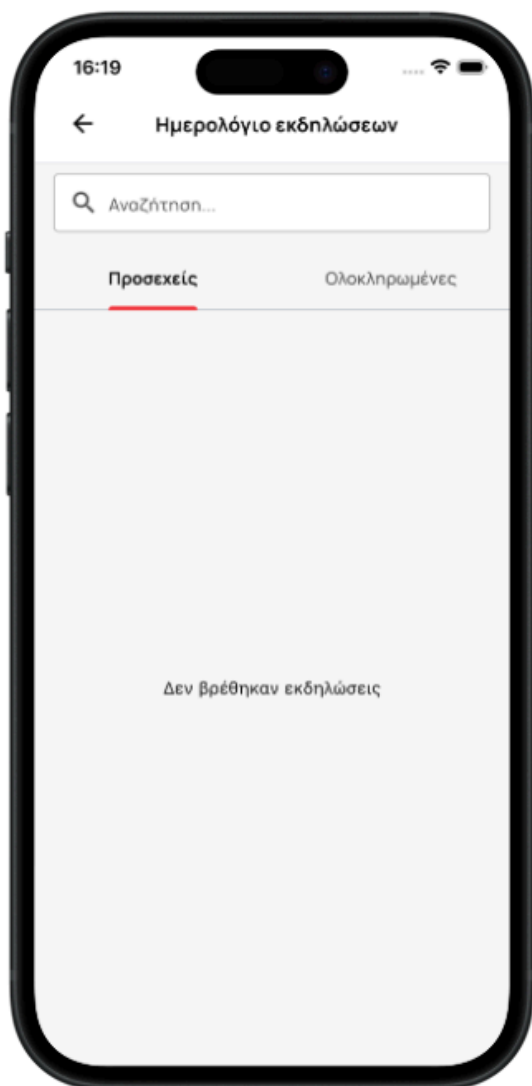 16:19
Ημερολόγιο εκδηλώσεων
Αναζήτηση...
Προσεχείς
Ολοκληρωμένες
Δεν βρέθηκαν εκδηλώσεις